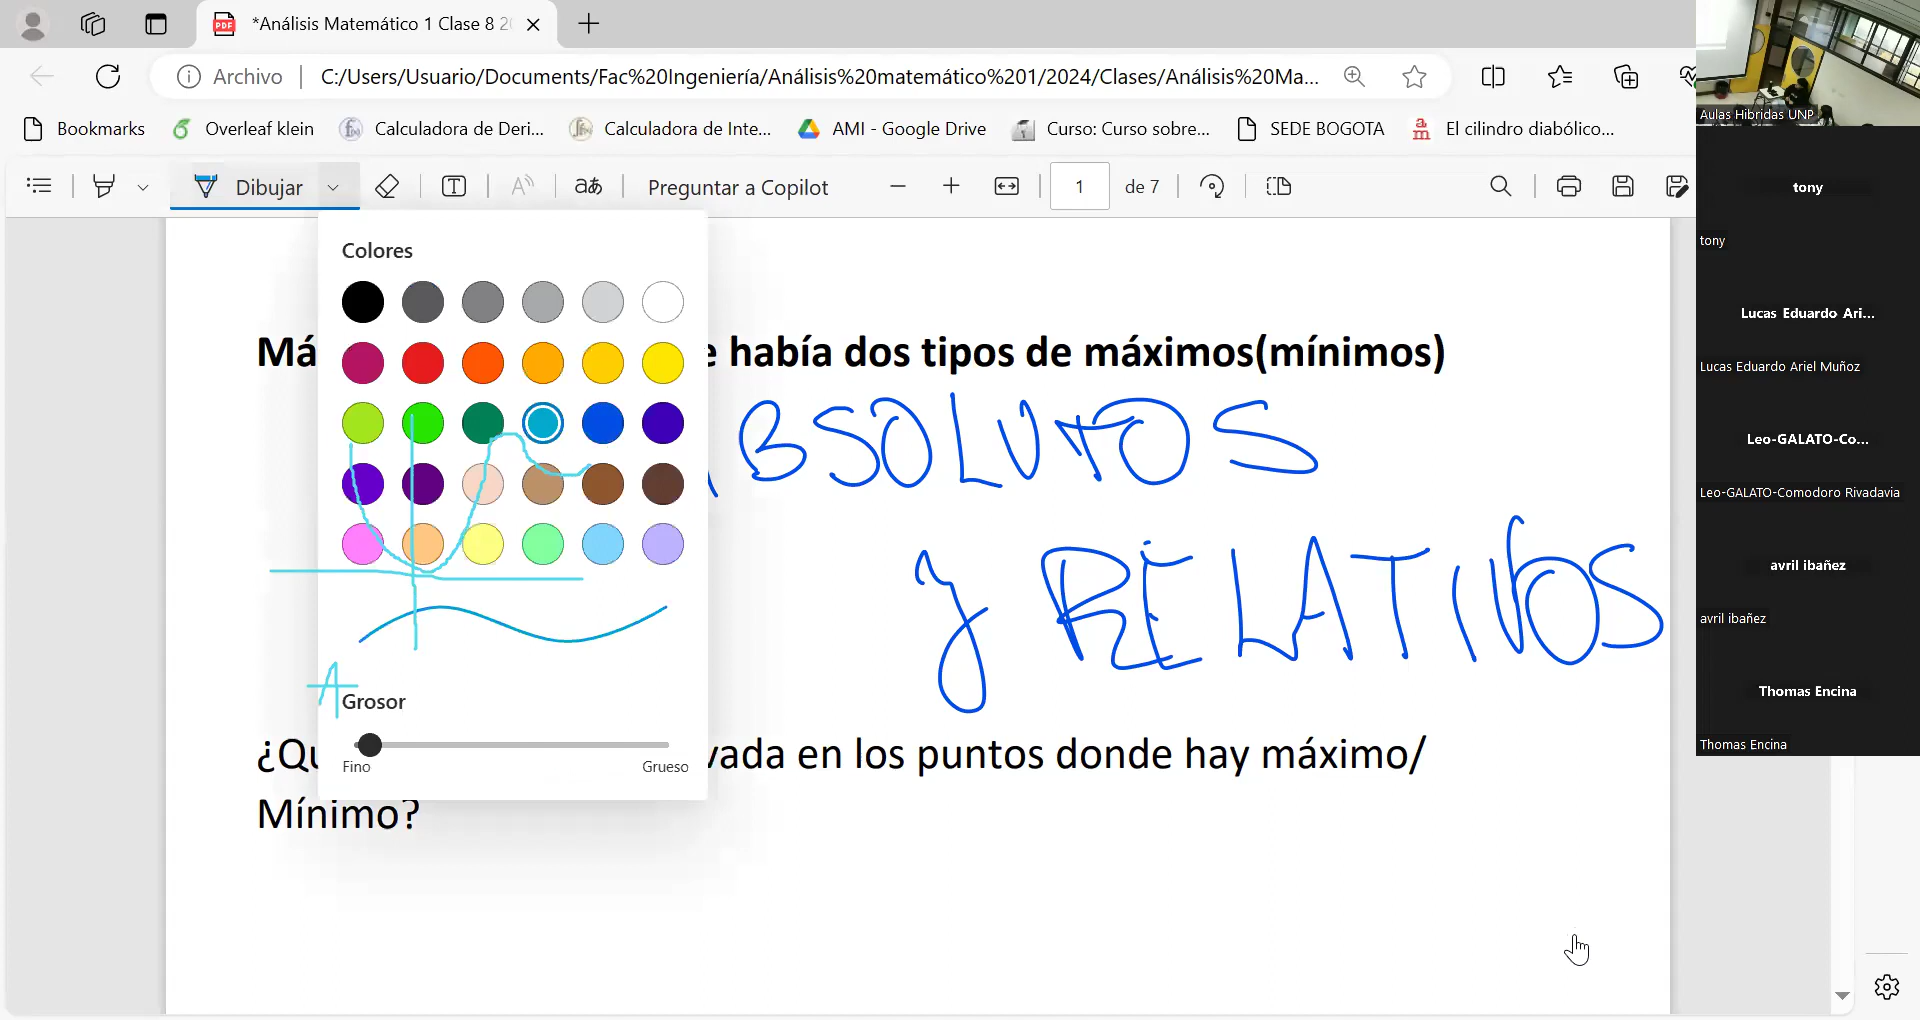 *Análisis Matemático 1 Clase 8 2
Archivo
C:/Users/Usuario/Documents/Fac%20Ingeniería/Análisis%20matemático%201/2024/Clases/Análisis%20Ma...
Bookmarks
Overleaf klein
Calculadora de Deri...
Calculadora de Inte...
AMI - Google Drive
Curso: Curso sobre...
SEDE BOGOTA
El cilindro diabólico...
Dibujar
Preguntar a Copilot
1
de 7
Colores
Má
e había dos tipos de máximos(mínimos)
BSOLUTOS
y RELATIVOS
A
Grosor
Fino
Grueso
¿Qu
vada en los puntos donde hay máximo/
Mínimo?
Aulas Hibridas UNP
tony
tony
Lucas Eduardo Ari...
Lucas Eduardo Ariel Muñoz
Leo-GALATO-Co...
Leo-GALATO-Comodoro Rivadavia
avril ibañez
avril ibañez
Thomas Encina
Thomas Encina